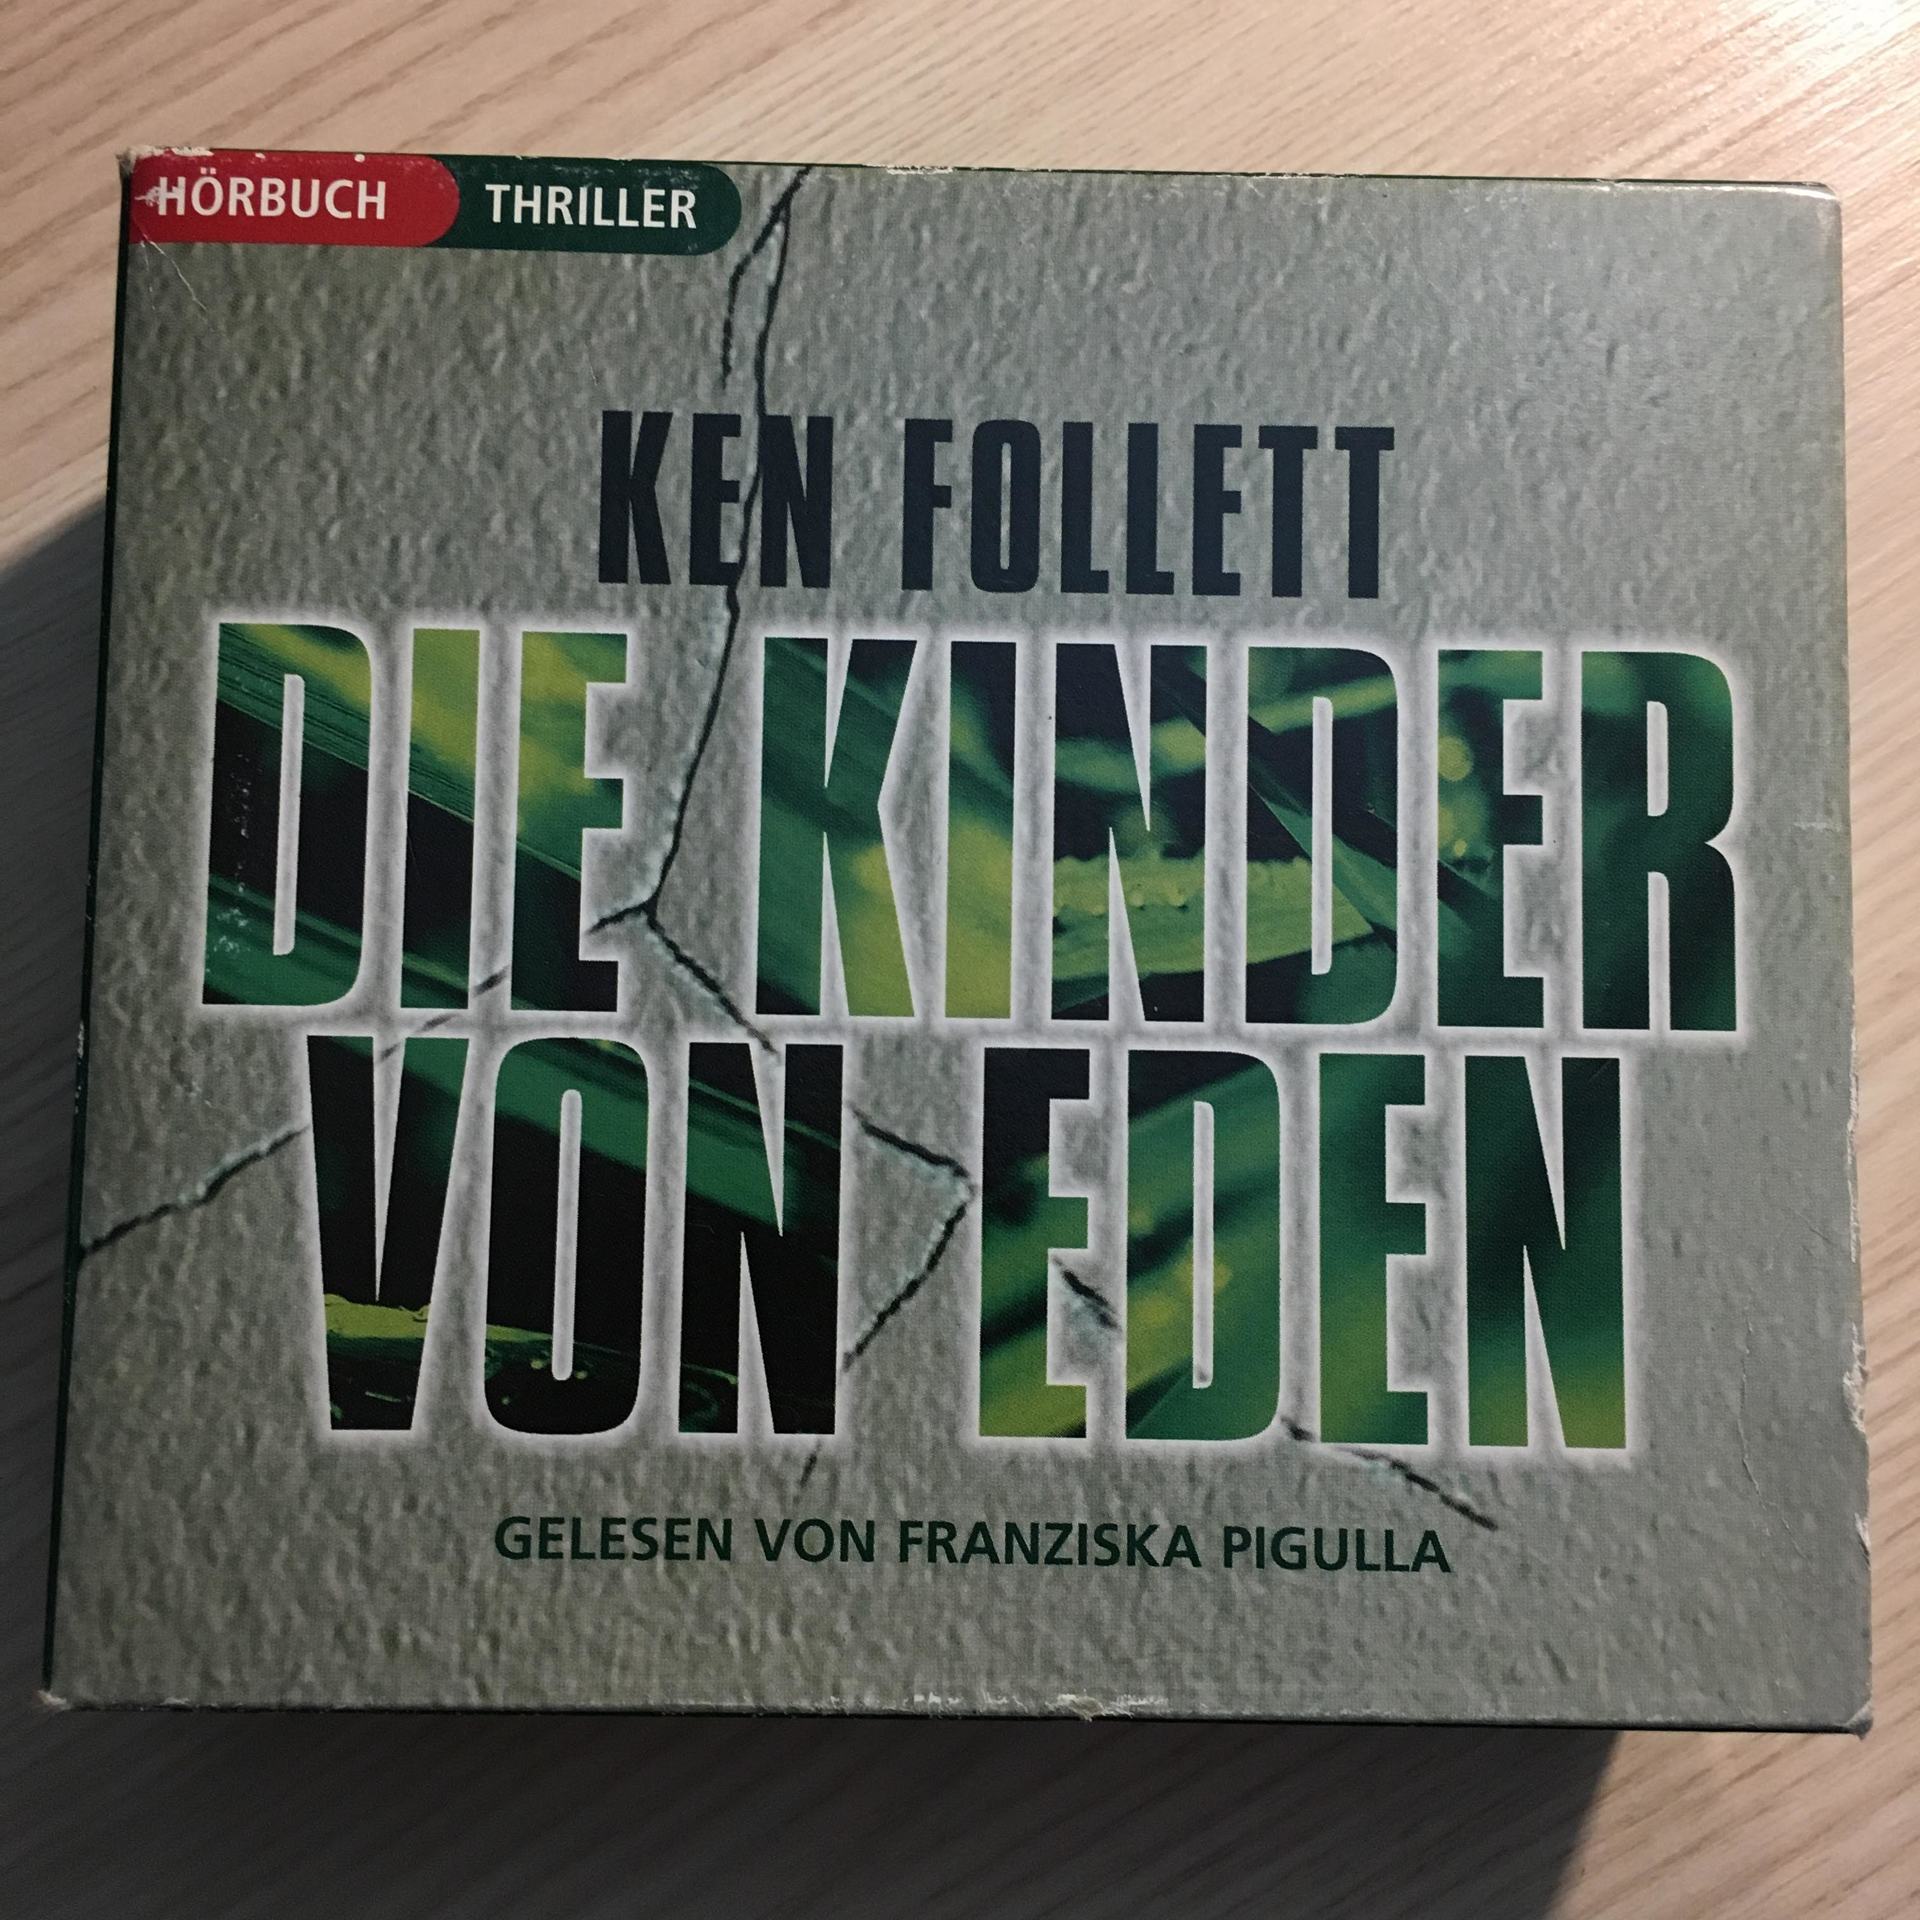 HÖRBUCH THRILLER
KEN FOLLETT
DIE KINDER
VON EDEN
GELESEN VON FRANZISKA PIGULLA